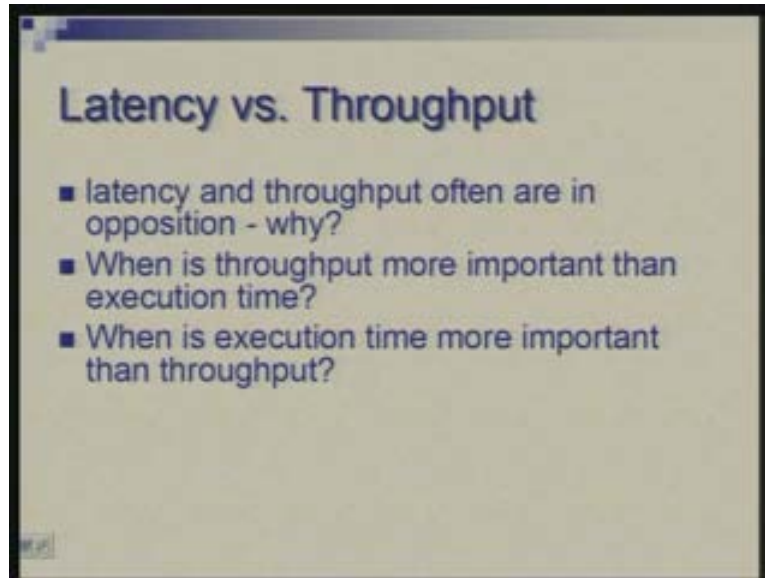 Latency vs. Throughput
latency and throughput often are in
opposition - why?
When is throughput more important than
execution time?
When is execution time more important
than throughput?